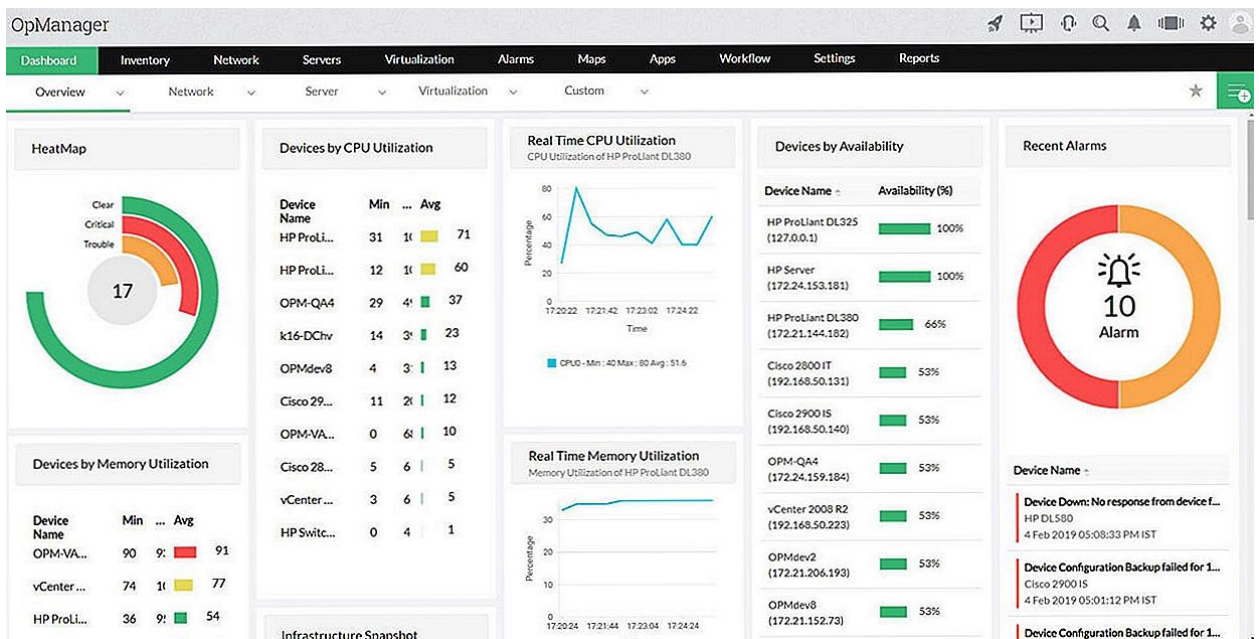 OpManager
Dashboard Inventory Network Servers Virtualization Alarms Maps Apps Workflow Settings Reports
Overview Network Server Virtualization Custom
HeatMap
Clear
Critical
Trouble
17
Devices by Memory Utilization
Device Name Min ... Avg
OPM-VA... 90 91
vCenter ... 74 77
HP ProLi... 36 54
Devices by CPU Utilization
Device Name Min ... Avg
HP ProLi... 31 71
HP ProLi... 12 60
OPM-QA4 29 37
k16-DChv 14 23
OPMdev8 4 13
Cisco 29... 11 12
OPM-VA... 0 10
Cisco 28... 5 6 5
vCenter ... 3 6 5
HP Switc... 0 4 1
Infrastructure Snapshot
Real Time CPU Utilization
CPU Utilization of HP ProLiant DL380
Percentage
80
60
40
20
0
17:20:22 17:21:42 17:23:02 17:24:22
Time
CPU0 - Min : 40 Max : 80 Avg : 51.6
Real Time Memory Utilization
Memory Utilization of HP ProLiant DL380
Percentage
30
20
10
0
17:20:24 17:21:44 17:23:04 17:24:24
Devices by Availability
Device Name Availability (%)
HP ProLiant DL325
(127.0.0.1) 100%
HP Server
(172.24.153.181) 100%
HP ProLiant DL380
(172.21.144.182) 66%
Cisco 2800 IT
(192.168.50.131) 53%
Cisco 2900 IS
(192.168.50.140) 53%
OPM-QA4
(172.24.159.184) 53%
vCenter 2008 R2
(192.168.50.223) 53%
OPMdev2
(172.21.206.193) 53%
OPMdev8
(172.21.152.73) 53%
Recent Alarms
10
Alarm
Device Name
Device Down: No response from device f...
HP DL580
4 Feb 2019 05:08:33 PM IST
Device Configuration Backup failed for 1...
Cisco 2900 IS
4 Feb 2019 05:01:12 PM IST
Device Configuration Backup failed for 1...